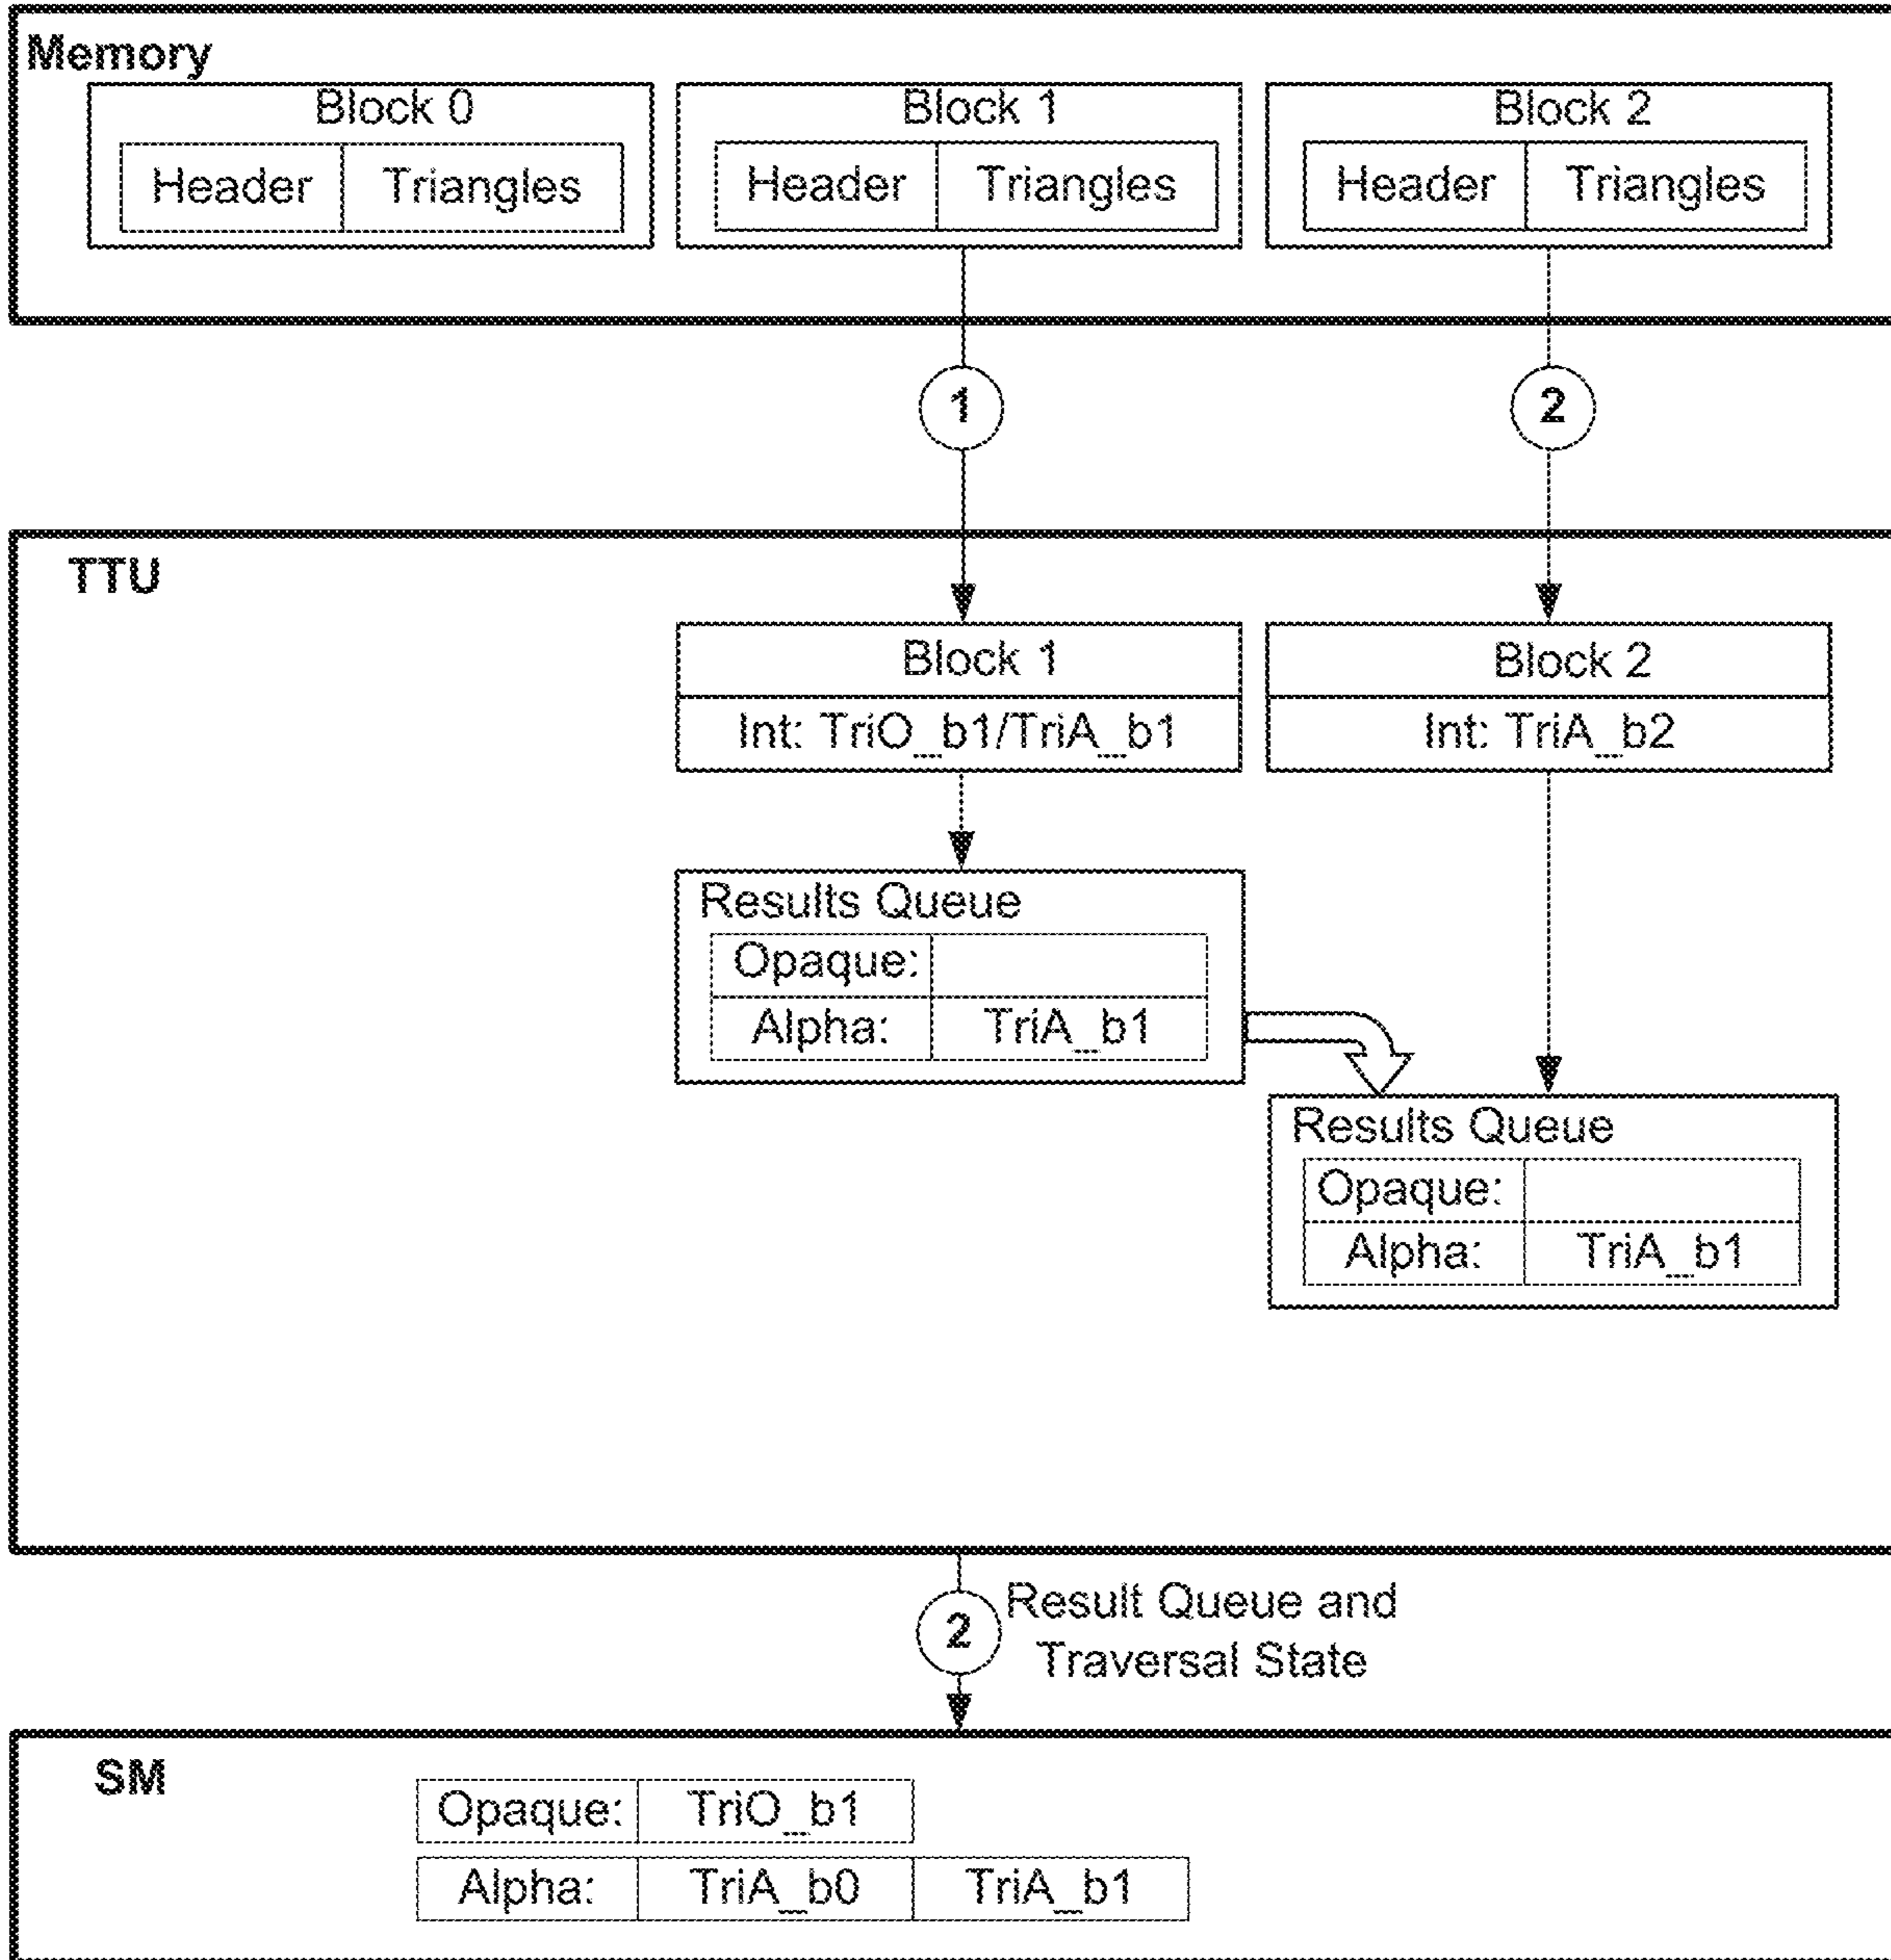 Memory
Block 0
Block 1
Block 2
Header Triangles
Header Triangles
Header Triangles
1
2
TTU
Block 1
Block 2
Int: TriO_b1/TriA_b1
Int: TriA_b2
Results Queue
Opaque:
Alpha: TriA_b1
Results Queue
Opaque:
Alpha: TriA_b1
2
Result Queue and
Traversal State
SM
Opaque: TriO_b1
Alpha: TriA_b0 TriA_b1